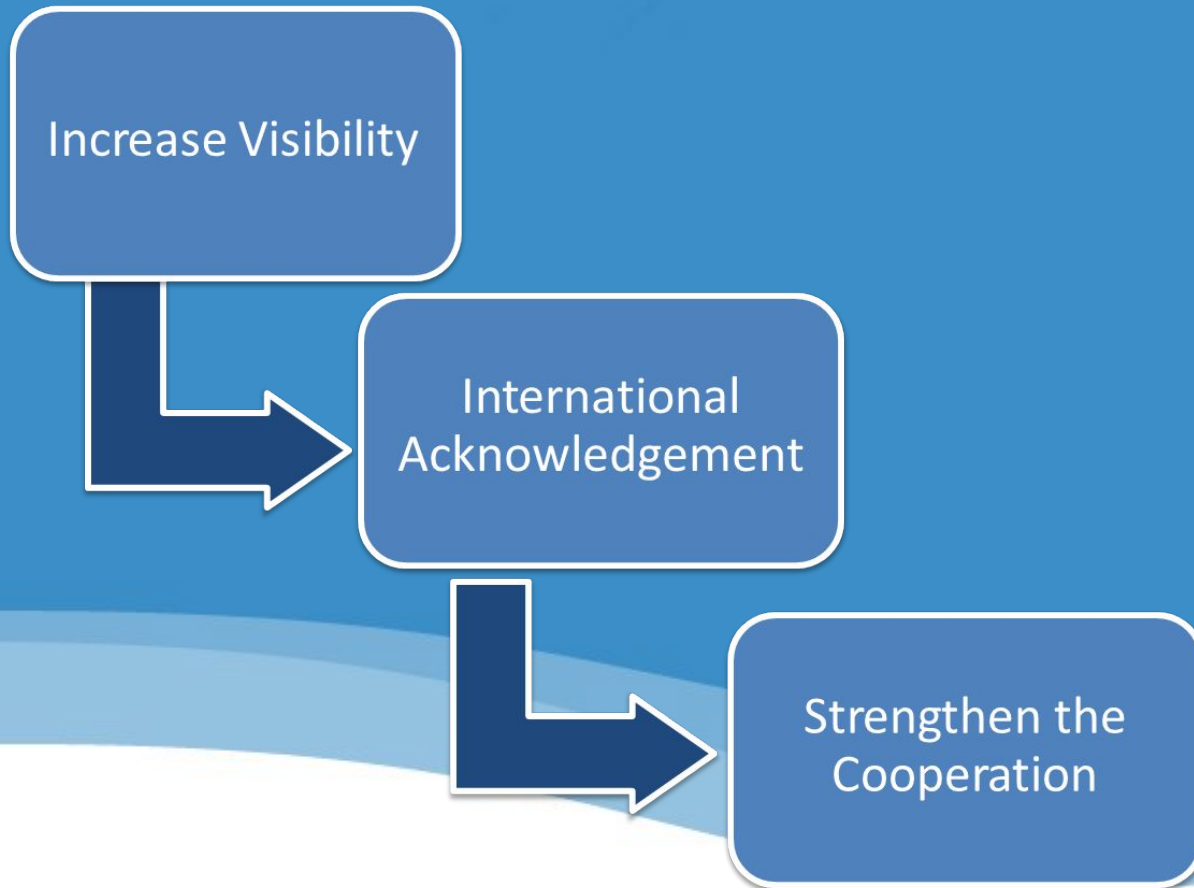 Increase Visibility
International
Acknowledgement
Strengthen the
Cooperation